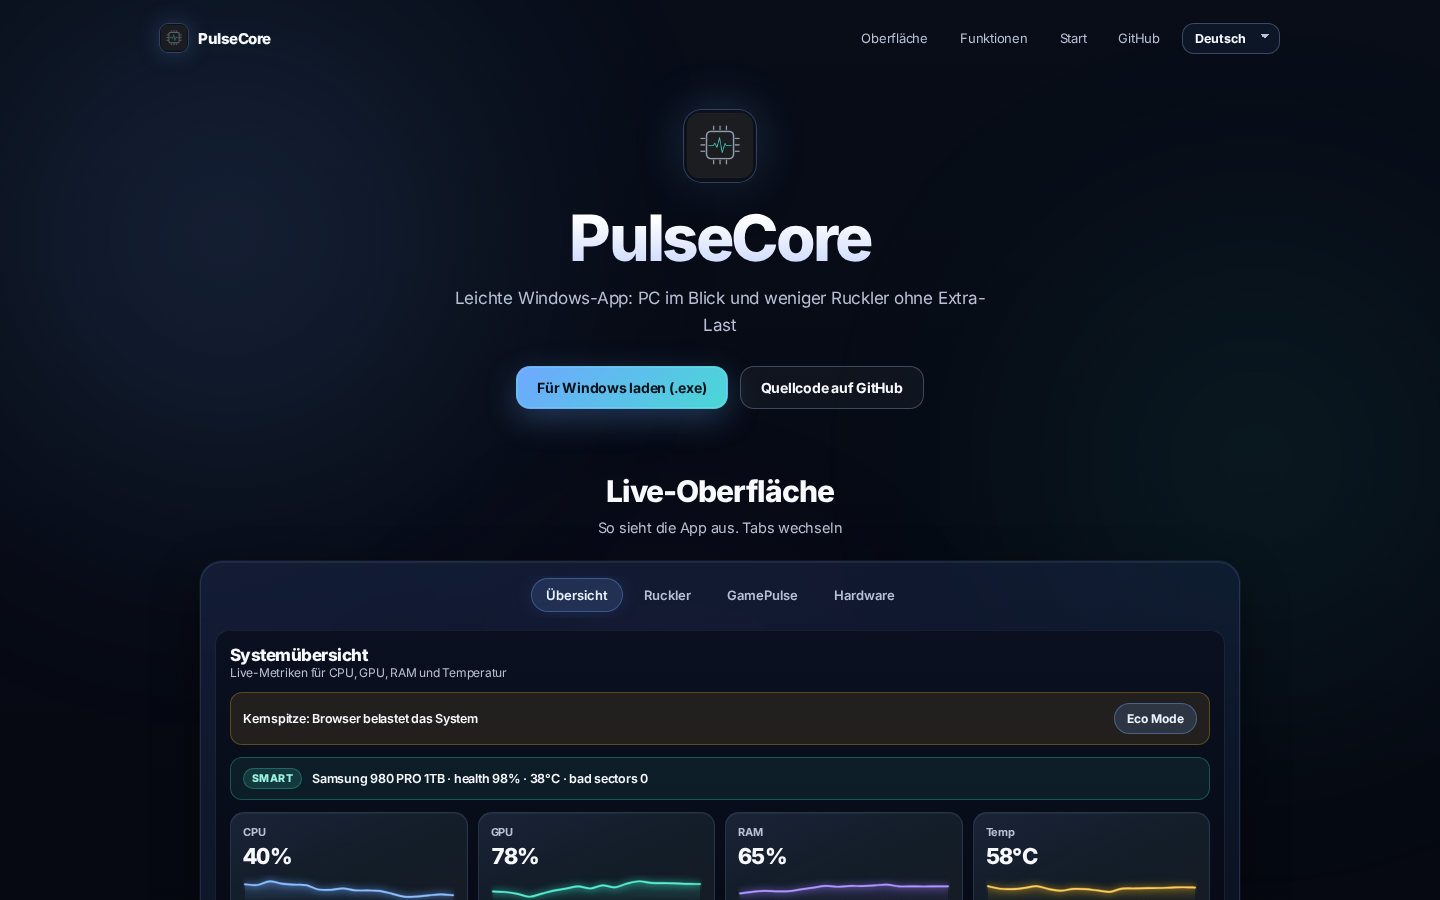 PulseCore
Oberfläche
Funktionen
Start
GitHub
Deutsch
PulseCore
Leichte Windows-App: PC im Blick und weniger Ruckler ohne Extra-
Last
Für Windows laden (.exe)
Quellcode auf GitHub
Live-Oberfläche
So sieht die App aus. Tabs wechseln
Übersicht
Ruckler
GamePulse
Hardware
Systemübersicht
Live-Metriken für CPU, GPU, RAM und Temperatur
Kernspitze: Browser belastet das System
Eco Mode
SMART
Samsung 980 PRO 1TB · health 98% · 38°C · bad sectors 0
CPU
40%
GPU
78%
RAM
65%
Temp
58°C